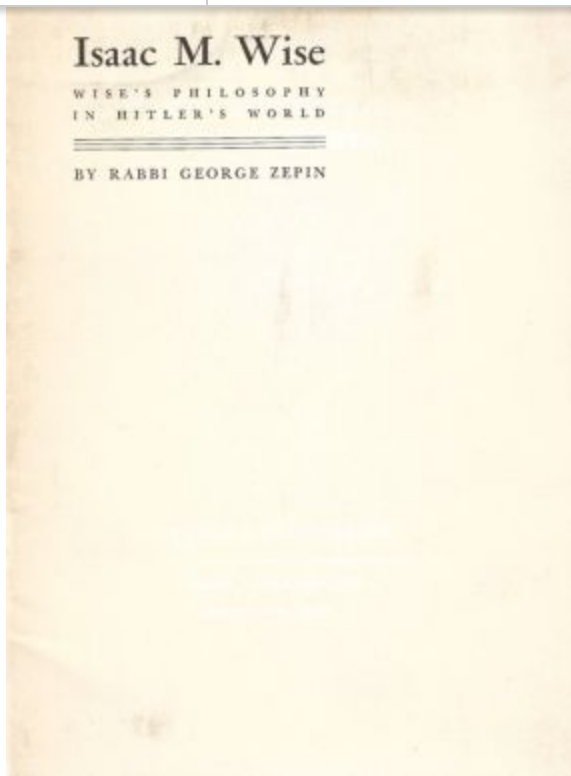 Isaac M. Wise
WISE'S PHILOSOPHY
IN HITLER'S WORLD
BY RABBI GEORGE ZEPIN